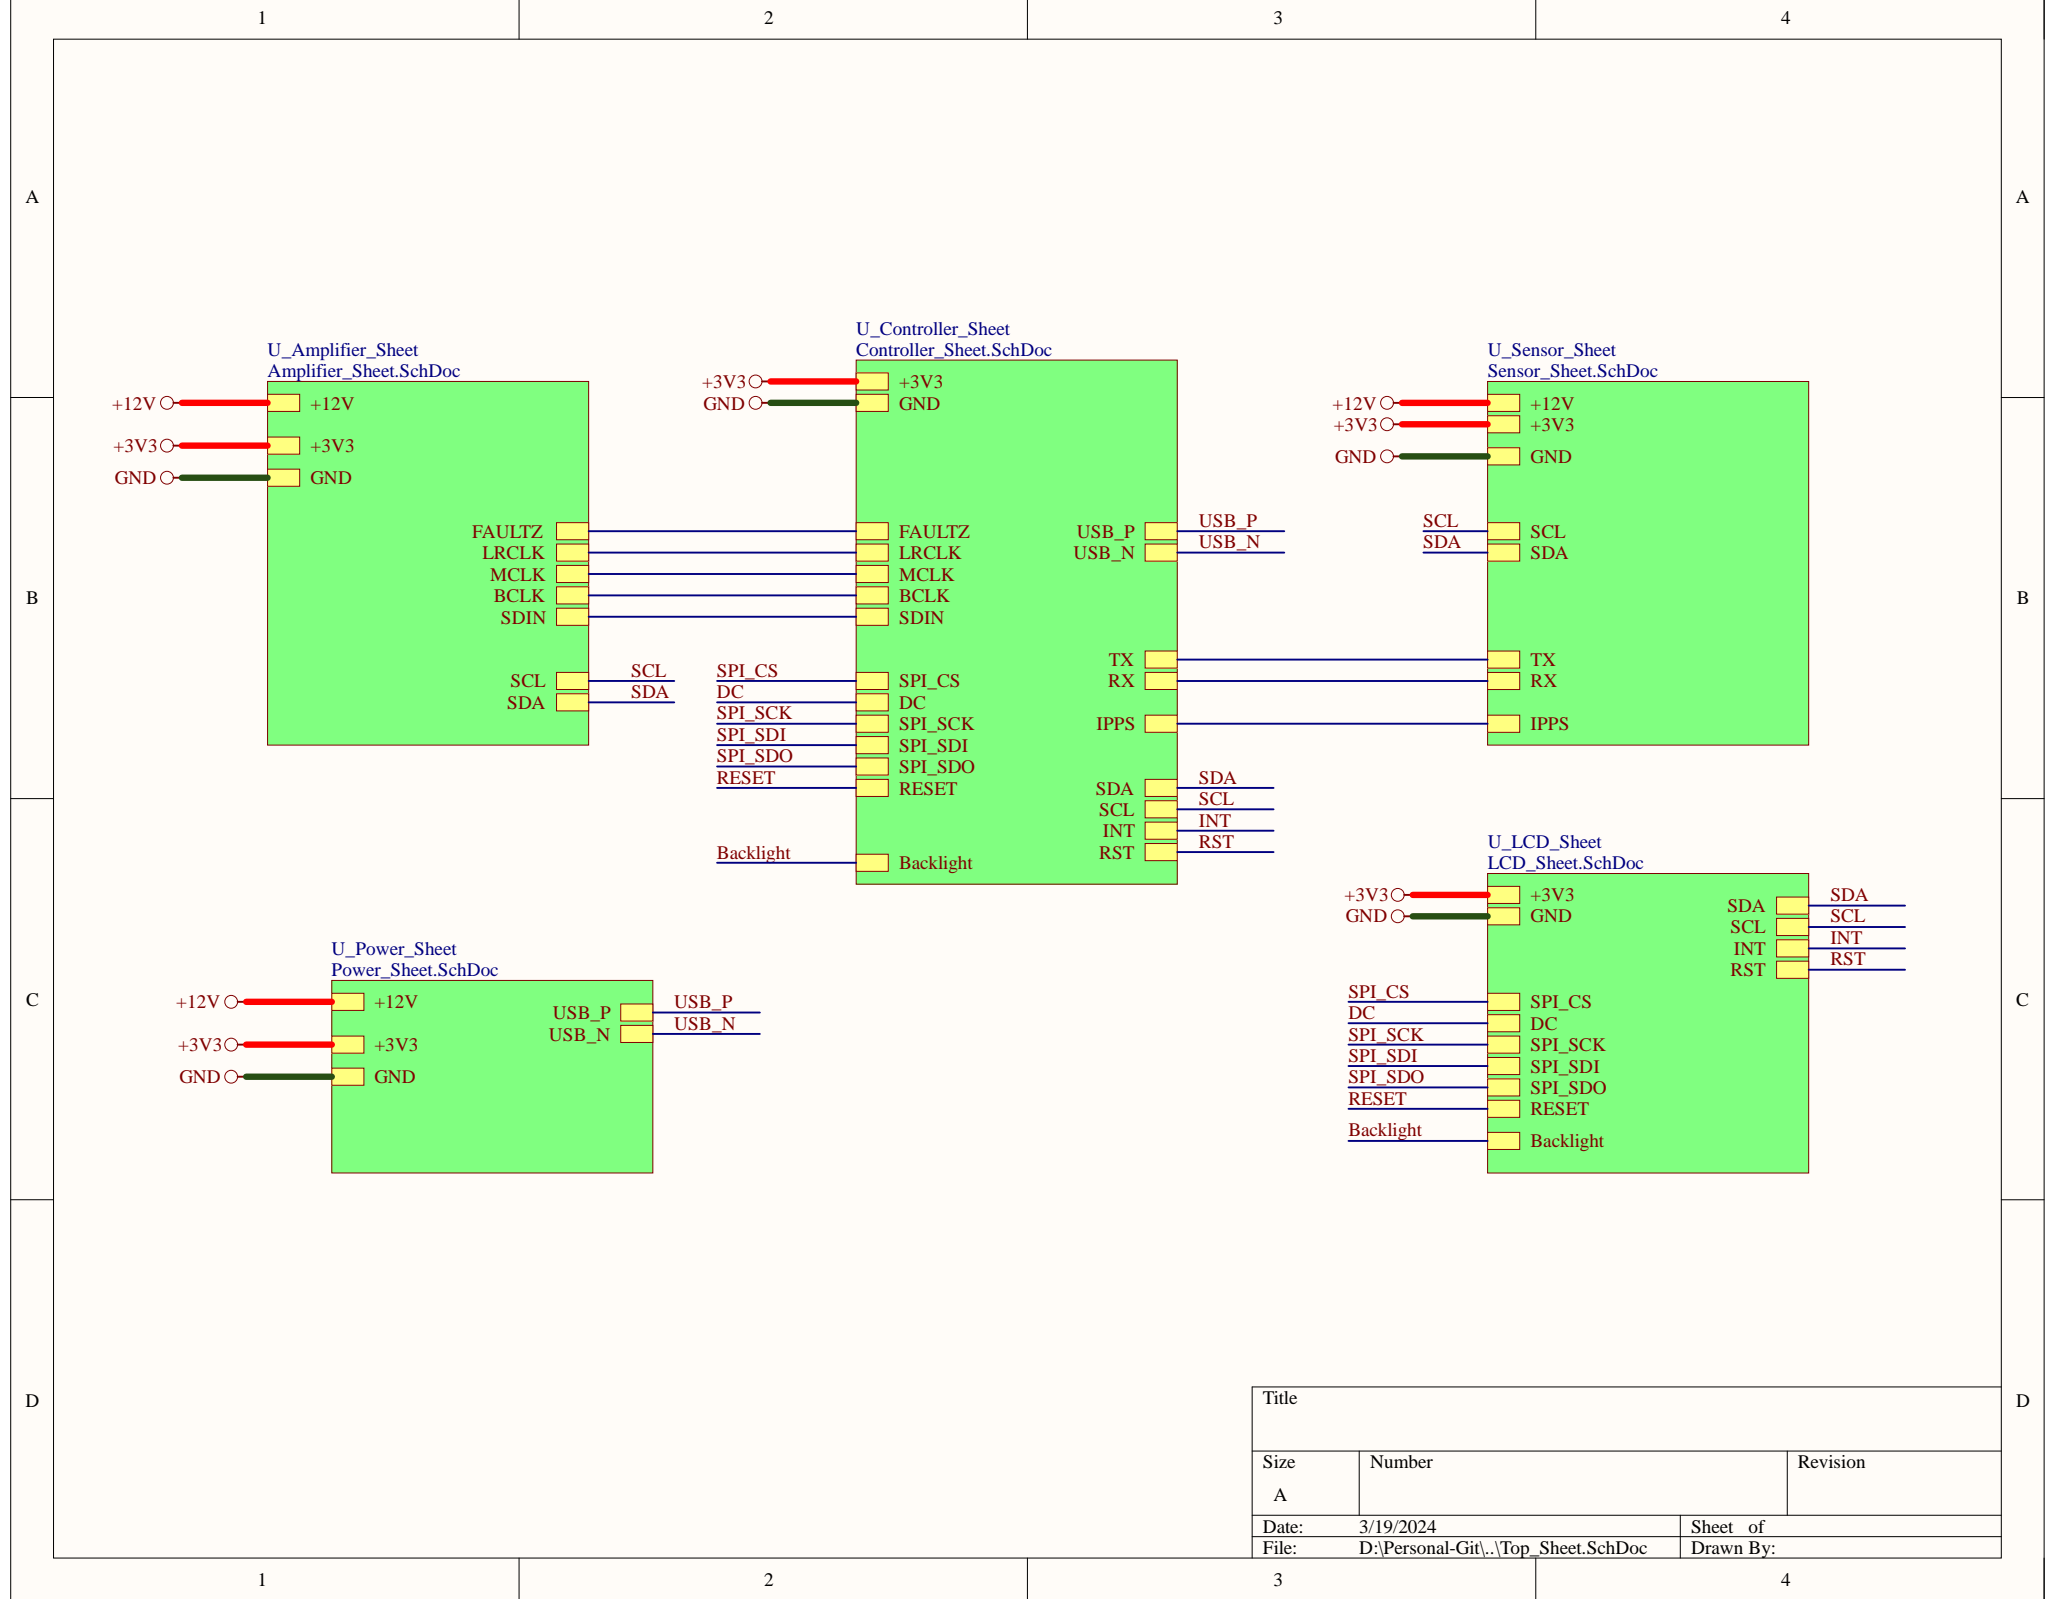 1 2 3 4
A A
U_Controller_Sheet
Controller_Sheet.SchDoc
+3V3 +3V3
GND GND
FAULTZ USB_P USB_P
LRCLK USB_N USB_N
MCLK
BCLK
SDIN
TX
SPI_CS SPI_CS RX
DC DC
SPI_SCK SPI_SCK IPPS
SPI_SDI SPI_SDI
SPI_SDO SPI_SDO
RESET RESET SDA SDA
SCL SCL
INT INT
RST RST
Backlight Backlight
U_Amplifier_Sheet
Amplifier_Sheet.SchDoc
+12V +12V
+3V3 +3V3
GND GND
FAULTZ
LRCLK
MCLK
BCLK
SDIN
SCL SCL
SDA SDA
U_Sensor_Sheet
Sensor_Sheet.SchDoc
+12V +12V
+3V3 +3V3
GND GND
SCL SCL
SDA SDA
TX
RX
IPPS
B B
U_LCD_Sheet
LCD_Sheet.SchDoc
+3V3 +3V3
GND GND
SDA SDA
SCL SCL
INT INT
RST RST
SPI_CS SPI_CS
DC DC
SPI_SCK SPI_SCK
SPI_SDI SPI_SDI
SPI_SDO SPI_SDO
RESET RESET
Backlight Backlight
U_Power_Sheet
Power_Sheet.SchDoc
+12V +12V
+3V3 +3V3
GND GND
USB_P USB_P
USB_N USB_N
C C
D D
Title
Size Number Revision
A
Date: 3/19/2024 Sheet of
File: D:\Personal-Git\..\Top_Sheet.SchDoc Drawn By:
1 2 3 4